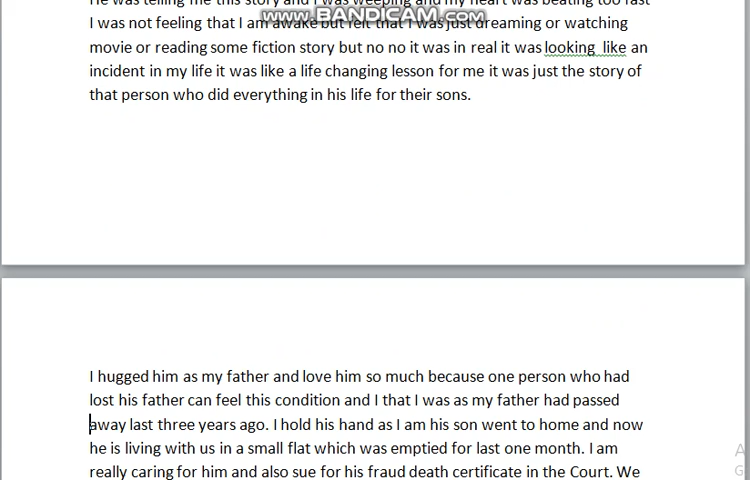 He was telling me this story and I was weeping and my heart was beating too fast
www.BANDICAM.com
I was not feeling that I am awake but felt that I was just dreaming or watching
movie or reading some fiction story but no no it was in real it was looking like an
incident in my life it was like a life changing lesson for me it was just the story of
that person who did everything in his life for their sons.
I hugged him as my father and love him so much because one person who had
lost his father can feel this condition and I that I was as my father had passed
away last three years ago. I hold his hand as I am his son went to home and now
he is living with us in a small flat which was emptied for last one month. I am
really caring for him and also sue for his fraud death certificate in the Court. We